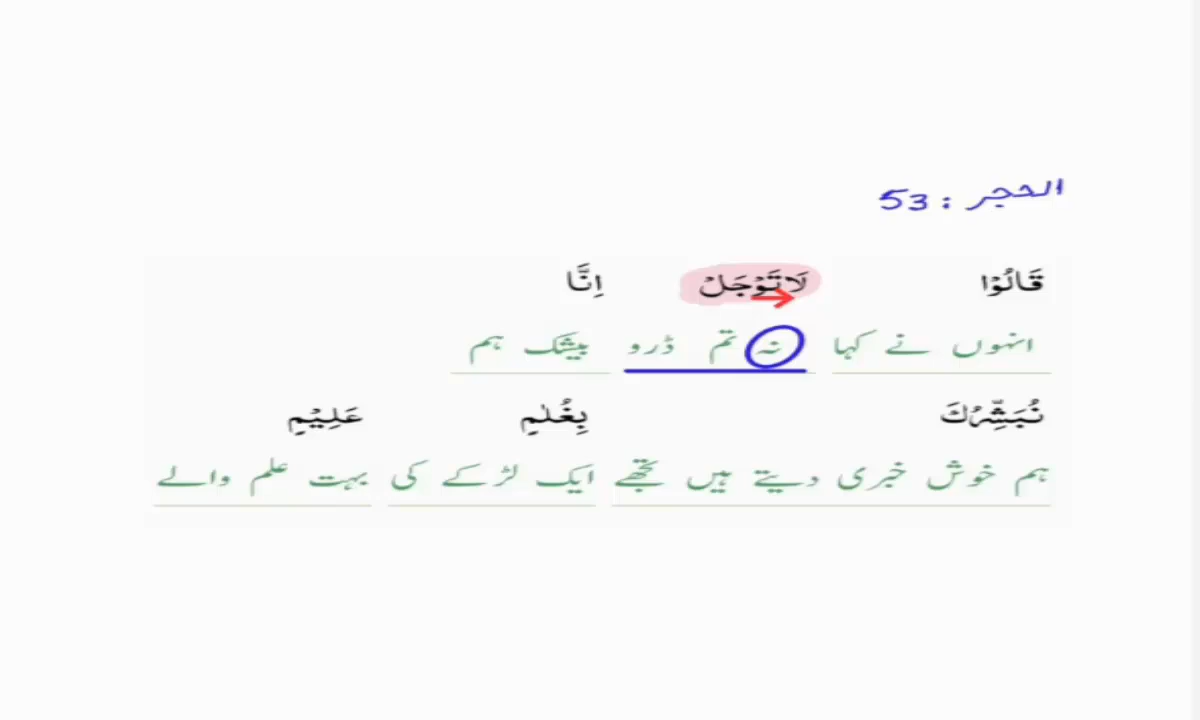 الحجر : 53
قَالُوْا لَا تَوْجَلْ اِنَّا
انہوں نے کہا نہ تم ڈرو بیشک ہم
نُبَشِّرُكَ بِغُلٰمٍ عَلِيْمٍ
ہم خوش خبری دیتے ہیں تجھے ایک لڑکے کی بہت علم والے